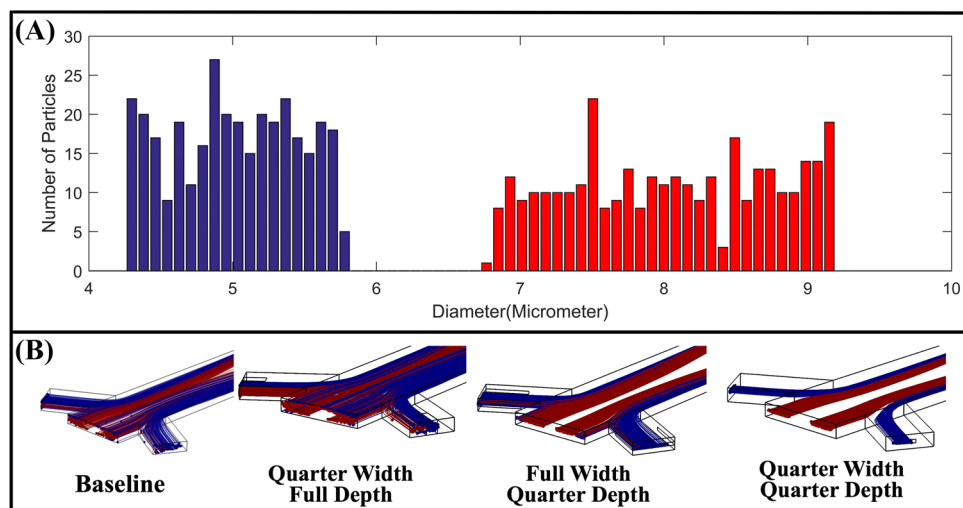 (A)
30
25
20
15
10
5
0
Number of Particles
4 5 6 7 8 9 10
Diameter(Micrometer)
(B)
Baseline
Quarter Width
Full Depth
Full Width
Quarter Depth
Quarter Width
Quarter Depth